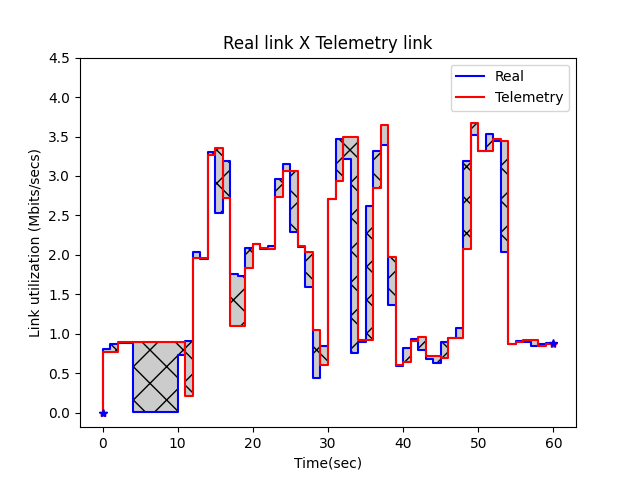 Real link X Telemetry link
Real
Telemetry
Link utilization (Mbits/secs)
4.5
4.0
3.5
3.0
2.5
2.0
1.5
1.0
0.5
0.0
0 10 20 30 40 50 60
Time(sec)